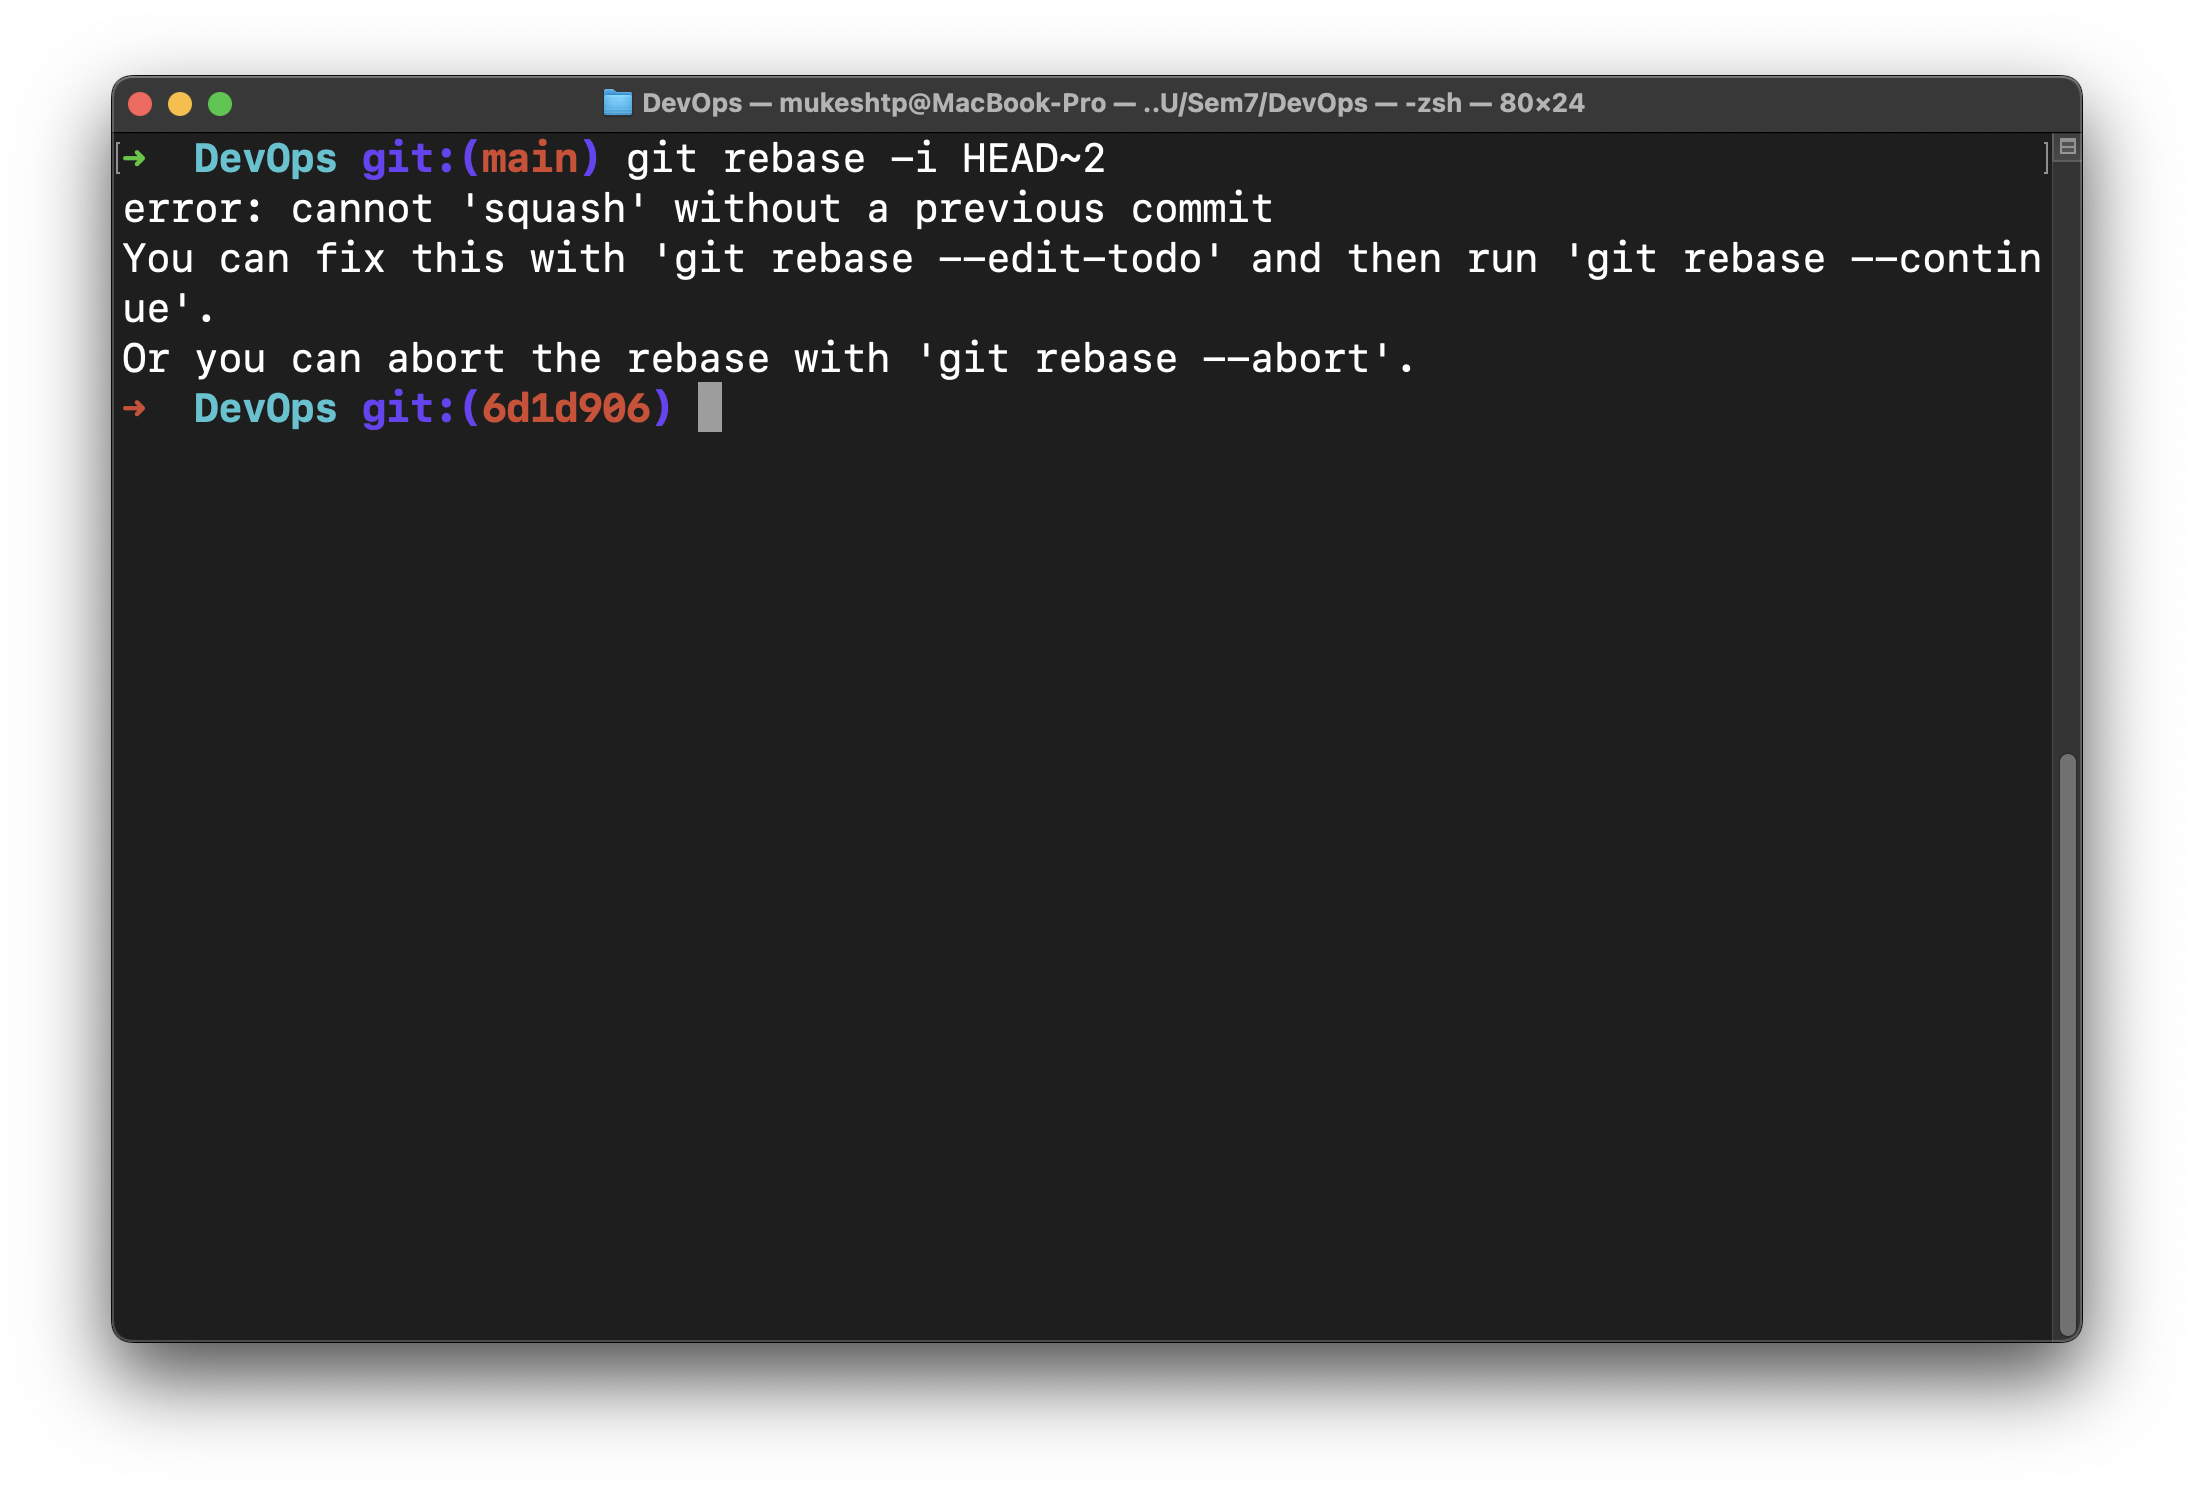 DevOps — mukeshtp@MacBook-Pro — ..U/Sem7/DevOps — -zsh — 80×24
[➜  DevOps git:(main) git rebase -i HEAD~2 ]
error: cannot 'squash' without a previous commit
You can fix this with 'git rebase --edit-todo' and then run 'git rebase --contin
ue'.
Or you can abort the rebase with 'git rebase --abort'.
➜  DevOps git:(6d1d906)